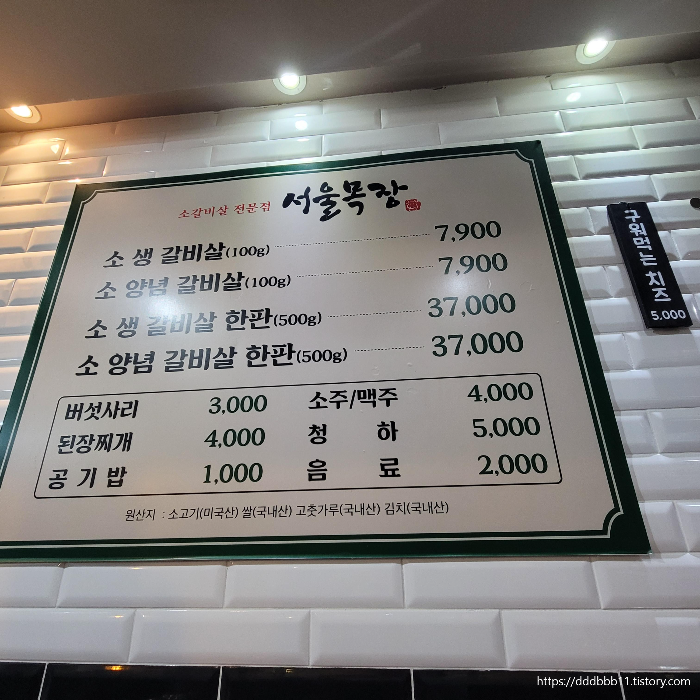 소갈비살 전문점 서울목장
소 생 갈비살(100g) 7,900
소 양념 갈비살(100g) 7,900
소 생 갈비살 한판(500g) 37,000
소 양념 갈비살 한판(500g) 37,000
버섯사리 3,000 소주/맥주 4,000
된장찌개 4,000 청 하 5,000
공 기 밥 1,000 음 료 2,000
원산지 : 소고기(미국산) 쌀(국내산) 고춧가루(국내산) 김치(국내산)
구워먹는 치즈
5,000
https://dddbbb11.tistory.com